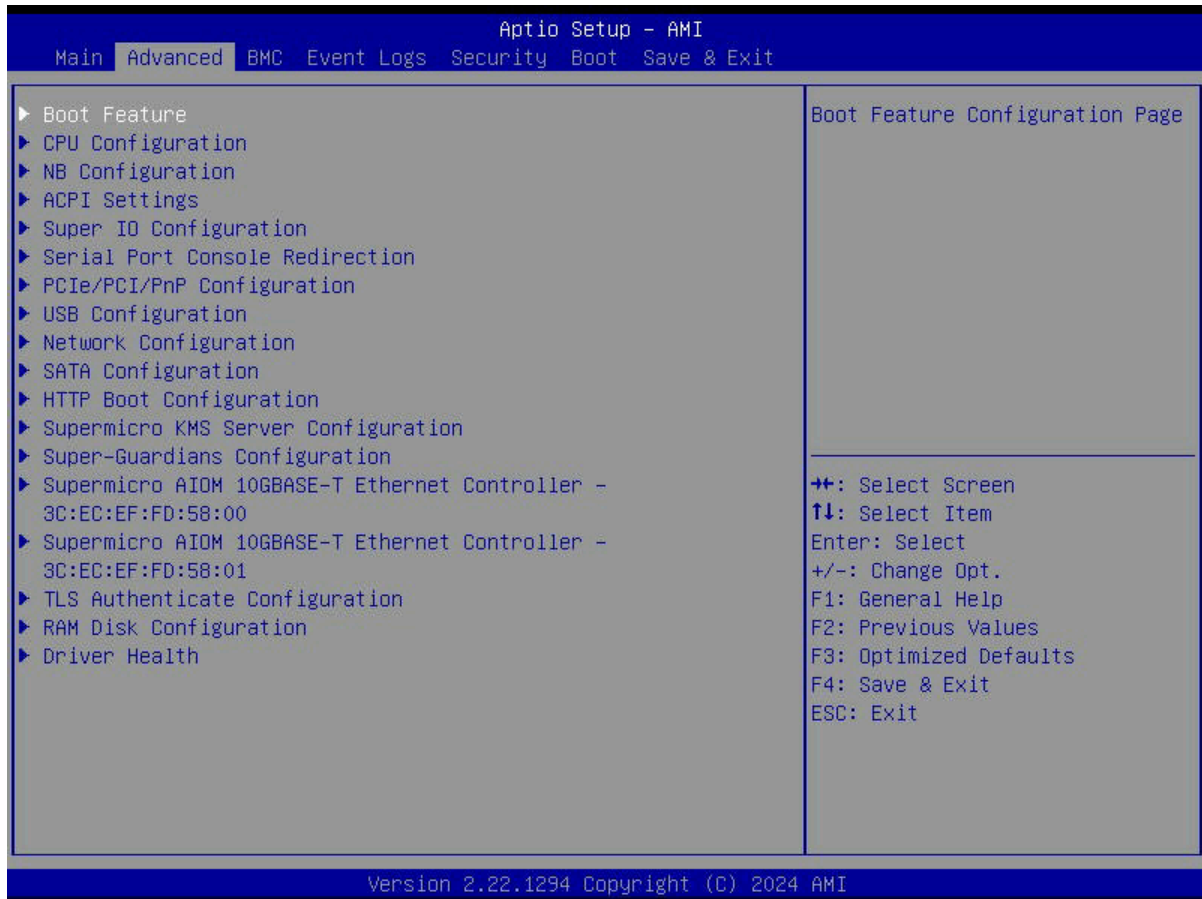 Aptio Setup – AMI
Main Advanced BMC Event Logs Security Boot Save & Exit
▶ Boot Feature
▶ CPU Configuration
▶ NB Configuration
▶ ACPI Settings
▶ Super IO Configuration
▶ Serial Port Console Redirection
▶ PCIe/PCI/PnP Configuration
▶ USB Configuration
▶ Network Configuration
▶ SATA Configuration
▶ HTTP Boot Configuration
▶ Supermicro KMS Server Configuration
▶ Super-Guardians Configuration
▶ Supermicro AIOM 10GBASE-T Ethernet Controller –
3C:EC:EF:FD:58:00
▶ Supermicro AIOM 10GBASE-T Ethernet Controller –
3C:EC:EF:FD:58:01
▶ TLS Authenticate Configuration
▶ RAM Disk Configuration
▶ Driver Health
Boot Feature Configuration Page
→←: Select Screen
↑↓: Select Item
Enter: Select
+/-: Change Opt.
F1: General Help
F2: Previous Values
F3: Optimized Defaults
F4: Save & Exit
ESC: Exit
Version 2.22.1294 Copyright (C) 2024 AMI